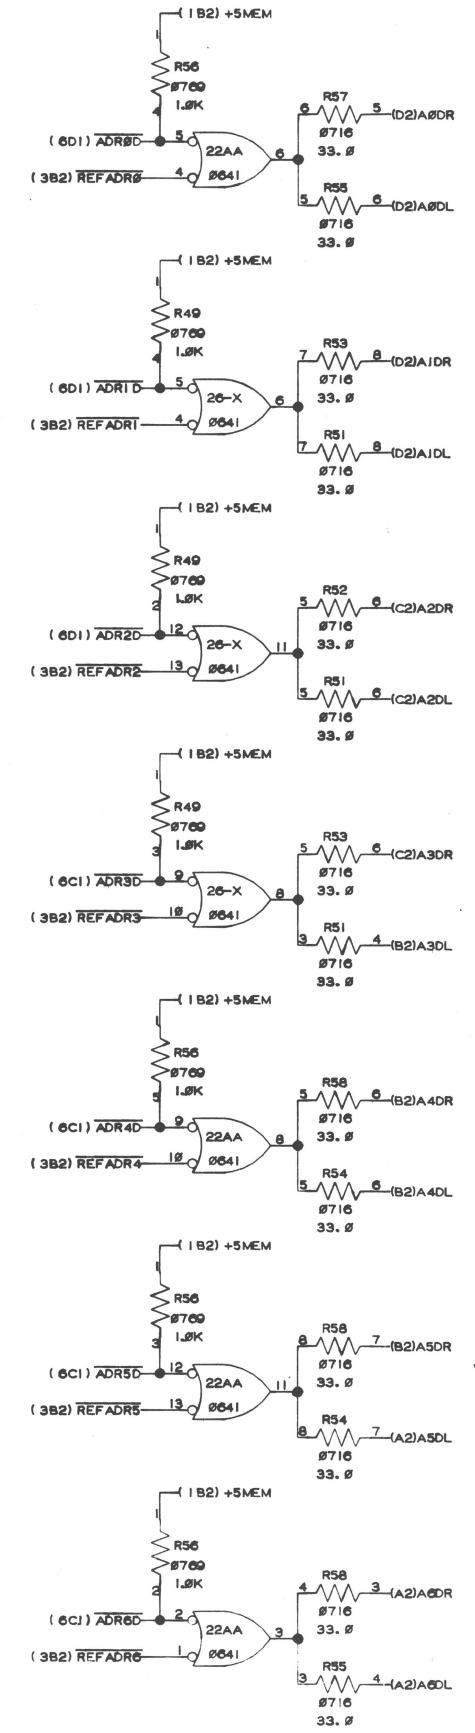 ( 1B2) +5MEM
1
R56
Ø769
1.ØK
4
(6D1) ADRØD 5
22AA
6
(3B2) REFADRØ 4
Ø641
6 R57 5 (D2)AØDR
Ø716
33.Ø
5 R55 6 (D2)AØDL
Ø716
33.Ø
( 1B2) +5MEM
1
R49
Ø769
1.ØK
4
(6D1) ADR1D 5
26-X
6
(3B2) REFADR1 4
Ø641
7 R53 8 (D2)A1DR
Ø716
33.Ø
7 R51 8 (D2)A1DL
Ø716
33.Ø
( 1B2) +5MEM
1
R49
Ø769
1.ØK
2
(6D1) ADR2D 12
26-X
11
(3B2) REFADR2 13
Ø641
5 R52 6 (C2)A2DR
Ø716
33.Ø
5 R51 6 (C2)A2DL
Ø716
33.Ø
( 1B2) +5MEM
1
R49
Ø769
1.ØK
3
(6C1) ADR3D 9
26-X
8
(3B2) REFADR3 1Ø
Ø641
5 R53 6 (C2)A3DR
Ø716
33.Ø
3 R51 4 (B2)A3DL
Ø716
33.Ø
( 1B2) +5MEM
1
R56
Ø769
1.ØK
5
(6C1) ADR4D 9
22AA
8
(3B2) REFADR4 1Ø
Ø641
5 R58 6 (B2)A4DR
Ø716
33.Ø
5 R54 6 (B2)A4DL
Ø716
33.Ø
( 1B2) +5MEM
1
R56
Ø769
1.ØK
3
(6C1) ADR5D 12
22AA
11
(3B2) REFADR5 13
Ø641
8 R58 7 (B2)A5DR
Ø716
33.Ø
8 R54 7 (A2)A5DL
Ø716
33.Ø
( 1B2) +5MEM
1
R56
Ø769
1.ØK
2
(6C1) ADR6D 2
22AA
3
(3B2) REFADR6 1
Ø641
4 R58 3 (A2)A6DR
Ø716
33.Ø
3 R55 4 (A2)A6DL
Ø716
33.Ø